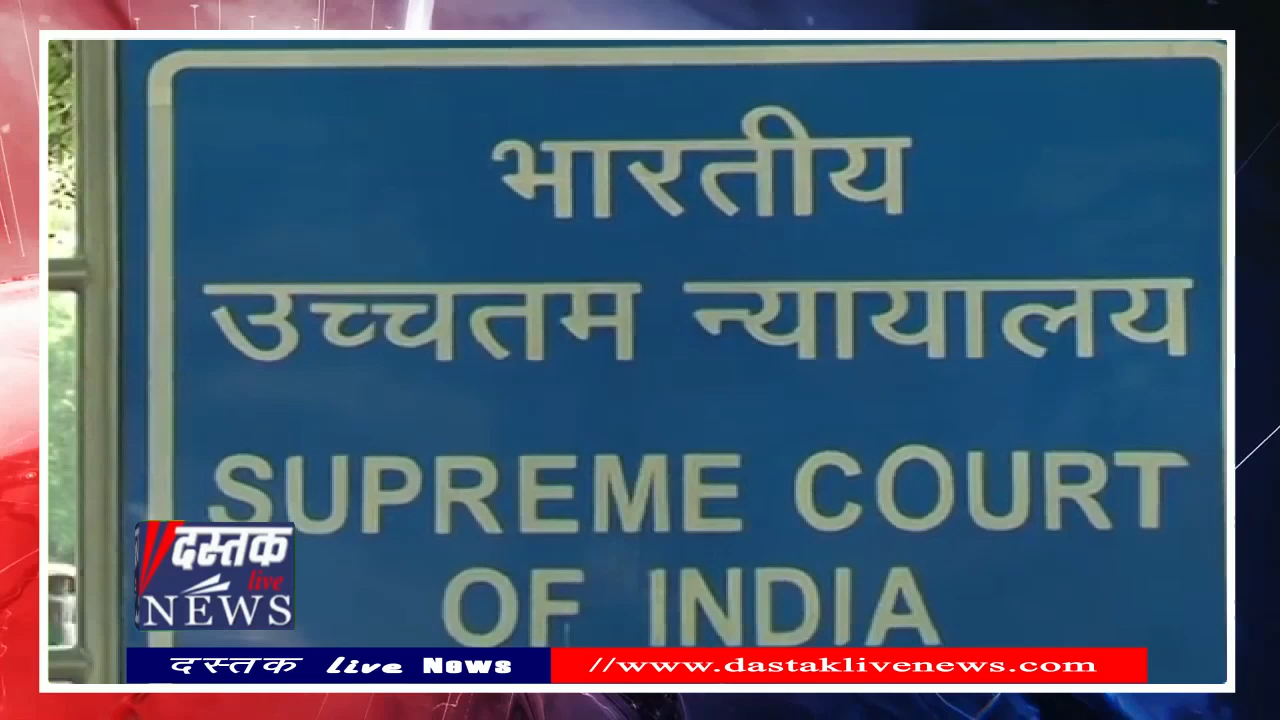 भारतीय
उच्चतम न्यायालय
SUPREME COURT
OF INDIA
दस्तक
live
NEWS
दस्तक live News
//www.dastaklivenews.com